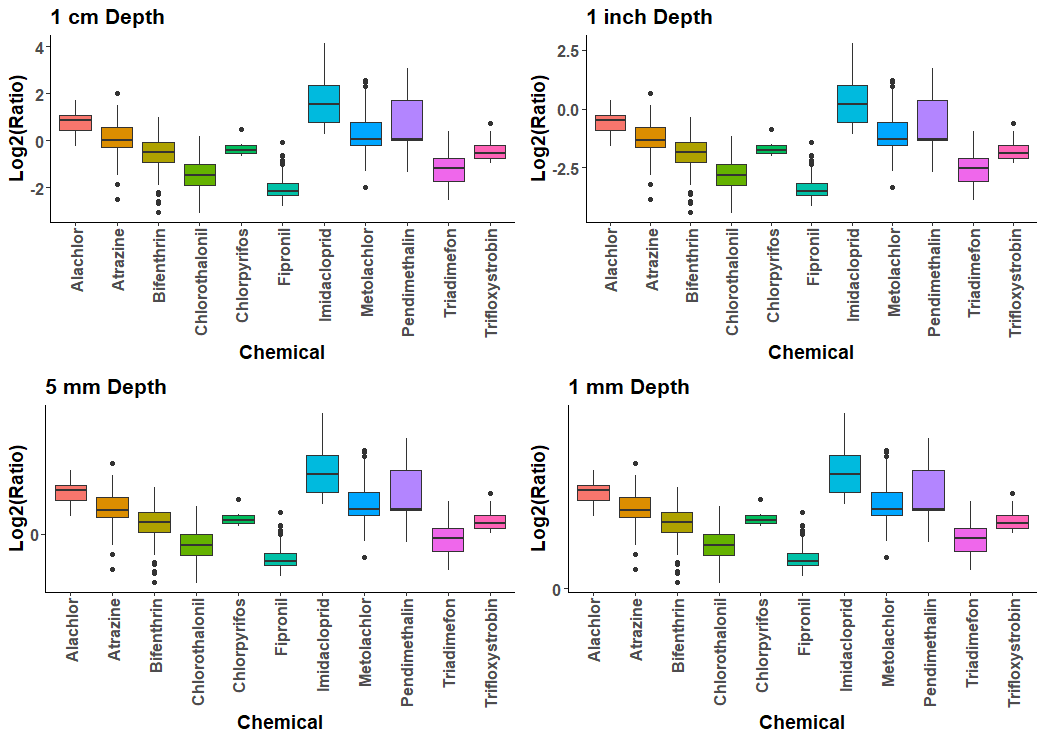 1 cm Depth
Log2(Ratio)
4
2
0
-2
Alachlor
Atrazine
Bifenthrin
Chlorothalonil
Chlorpyrifos
Fipronil
Imidacloprid
Metolachlor
Pendimethalin
Triadimefon
Trifloxystrobin
Chemical
1 inch Depth
Log2(Ratio)
2.5
0.0
-2.5
Alachlor
Atrazine
Bifenthrin
Chlorothalonil
Chlorpyrifos
Fipronil
Imidacloprid
Metolachlor
Pendimethalin
Triadimefon
Trifloxystrobin
Chemical
5 mm Depth
Log2(Ratio)
0
Alachlor
Atrazine
Bifenthrin
Chlorothalonil
Chlorpyrifos
Fipronil
Imidacloprid
Metolachlor
Pendimethalin
Triadimefon
Trifloxystrobin
Chemical
1 mm Depth
Log2(Ratio)
0
Alachlor
Atrazine
Bifenthrin
Chlorothalonil
Chlorpyrifos
Fipronil
Imidacloprid
Metolachlor
Pendimethalin
Triadimefon
Trifloxystrobin
Chemical